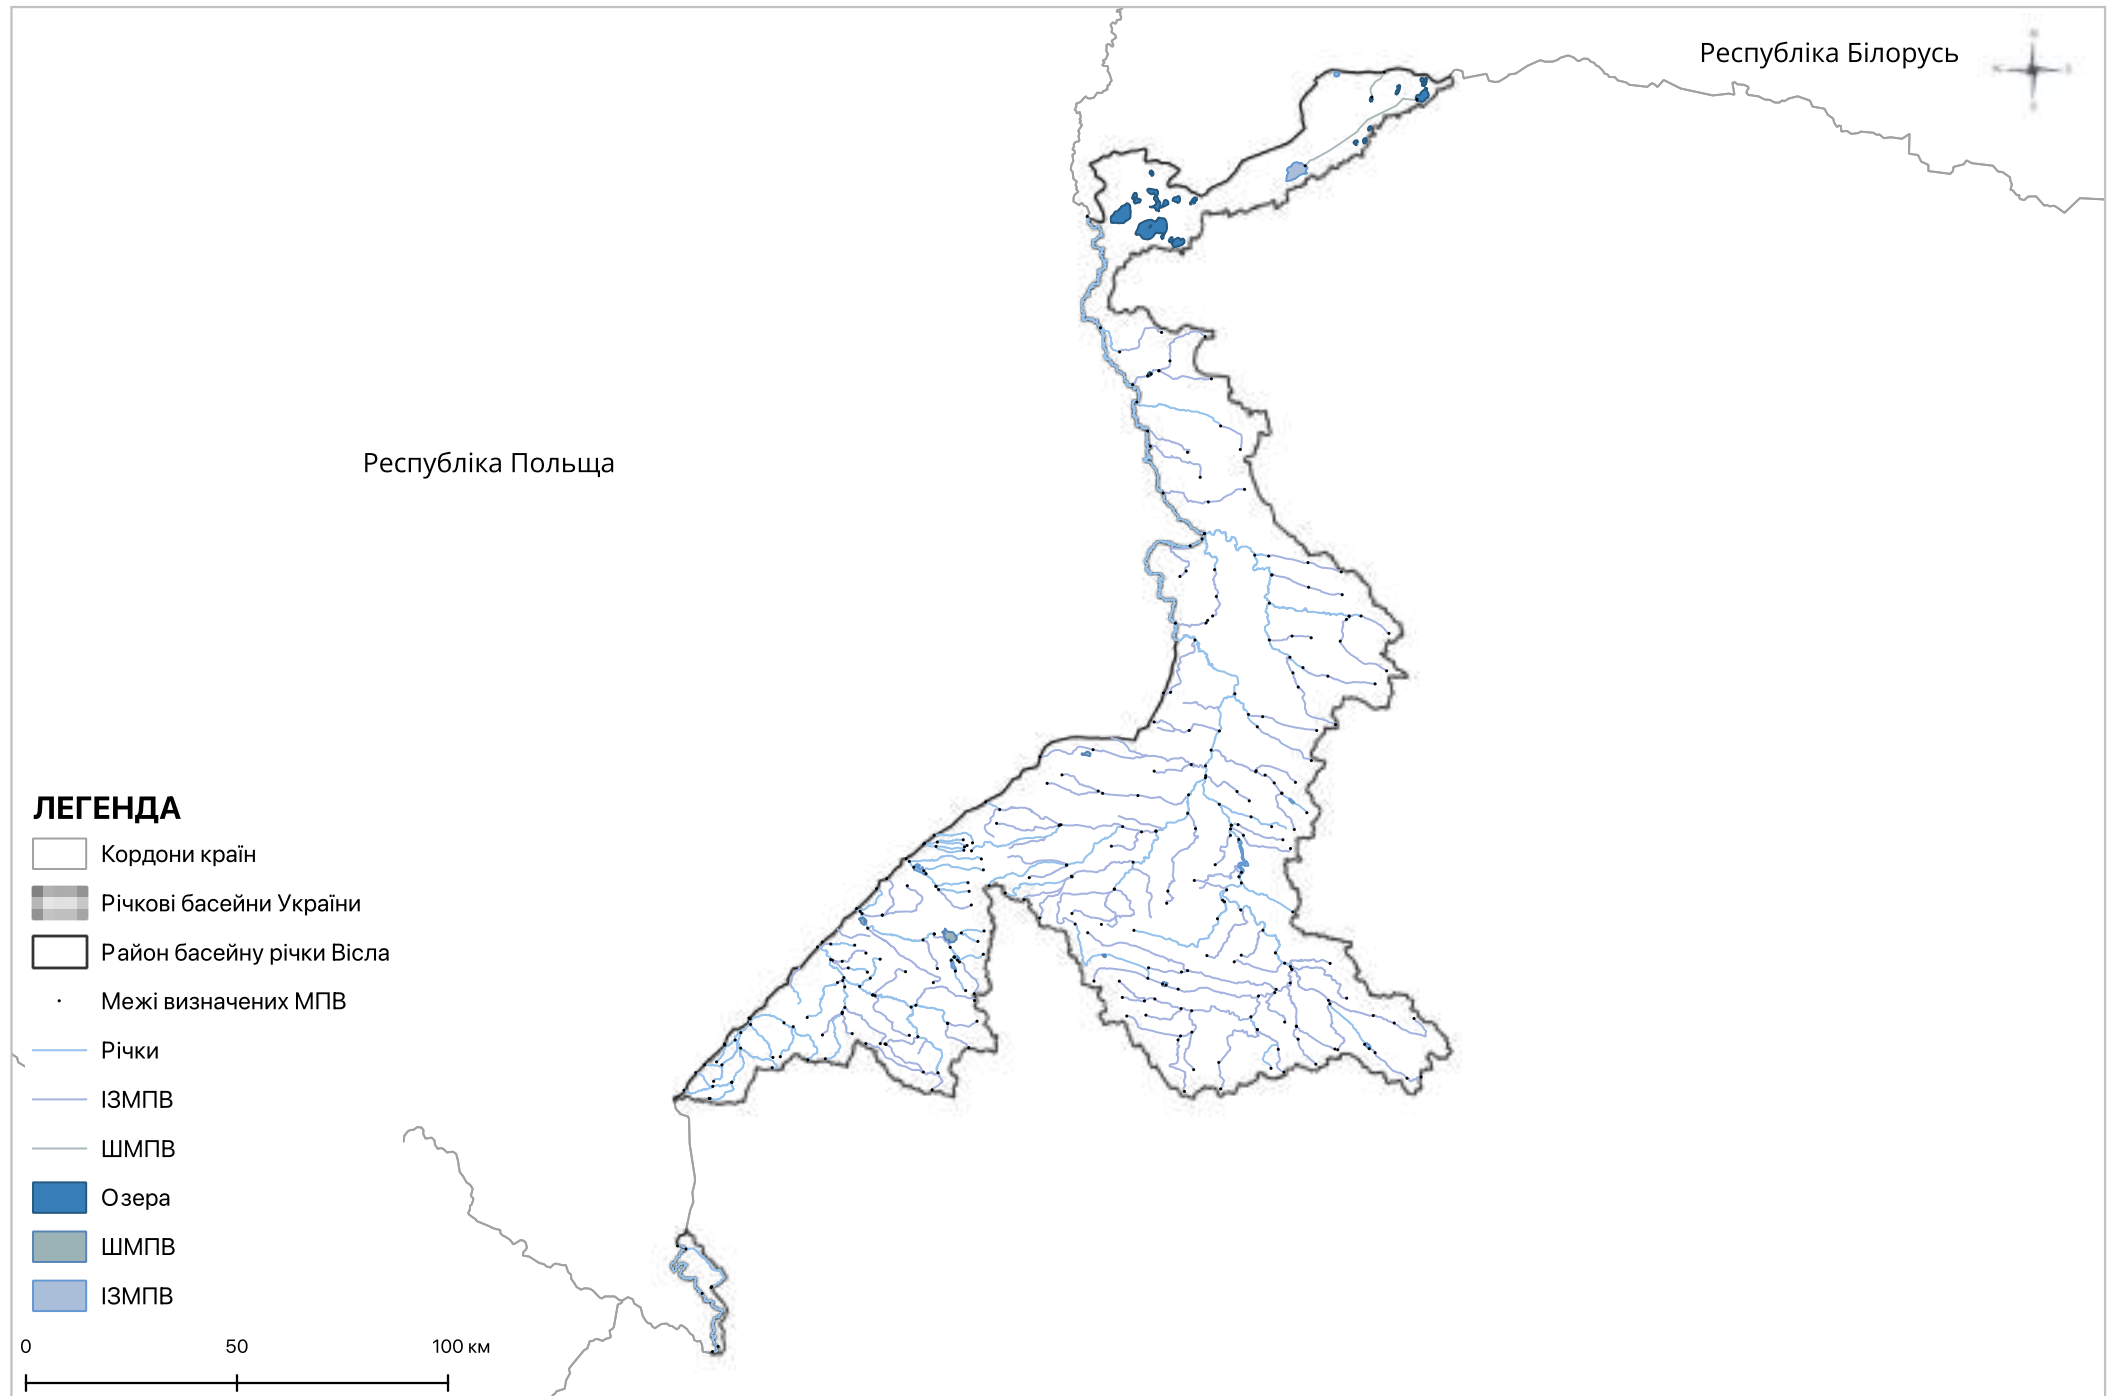 Республіка Білорусь
Республіка Польща
ЛЕГЕНДА
Кордони країн
Річкові басейни України
Район басейну річки Вісла
Межі визначених МПВ
Річки
ІЗМПВ
ШМПВ
Озера
ШМПВ
ІЗМПВ
0 50 100 км